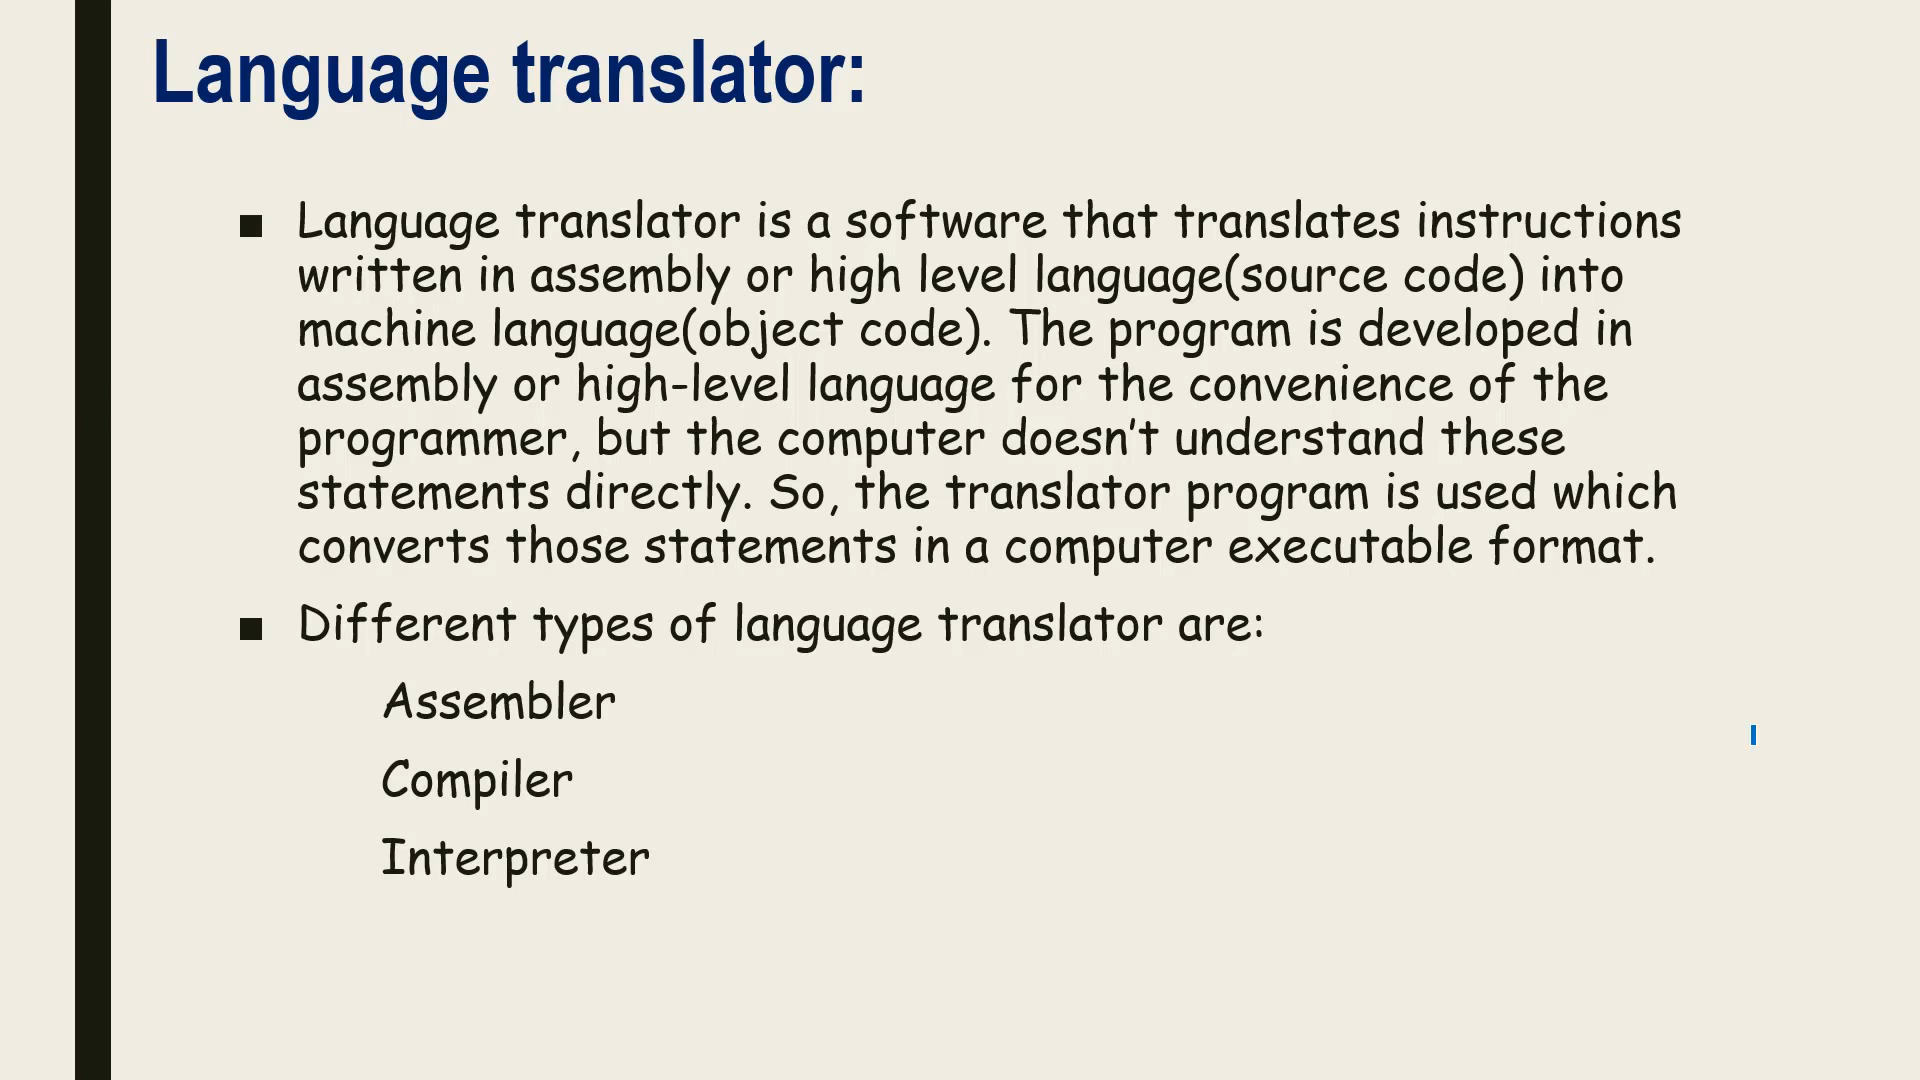 Language translator:
■ Language translator is a software that translates instructions
written in assembly or high level language(source code) into
machine language(object code). The program is developed in
assembly or high-level language for the convenience of the
programmer, but the computer doesn’t understand these
statements directly. So, the translator program is used which
converts those statements in a computer executable format.
■ Different types of language translator are:
Assembler
Compiler
Interpreter